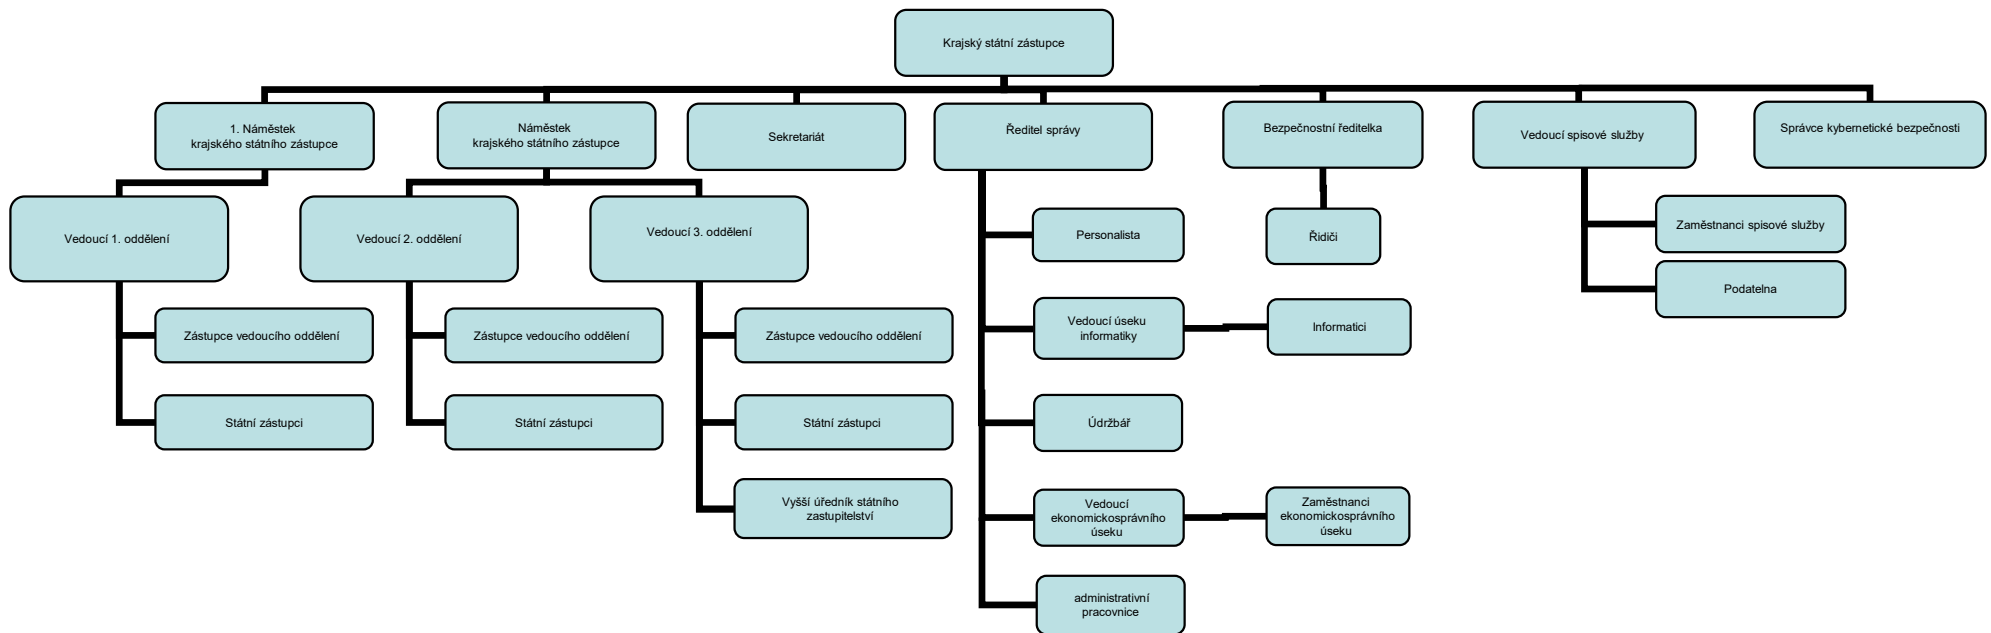 Krajský státní zástupce
1. Náměstek
krajského státního zástupce
Náměstek
krajského státního zástupce
Sekretariát
Ředitel správy
Bezpečnostní ředitelka
Vedoucí spisové služby
Správce kybernetické bezpečnosti
Vedoucí 1. oddělení
Vedoucí 2. oddělení
Vedoucí 3. oddělení
Personalista
Řidiči
Zaměstnanci spisové služby
Podatelna
Zástupce vedoucího oddělení
Zástupce vedoucího oddělení
Zástupce vedoucího oddělení
Vedoucí úseku
informatiky
Informatici
Státní zástupci
Státní zástupci
Státní zástupci
Údržbář
Vyšší úředník státního
zastupitelství
Vedoucí
ekonomickosprávního
úseku
Zaměstnanci
ekonomickosprávního
úseku
administrativní
pracovnice